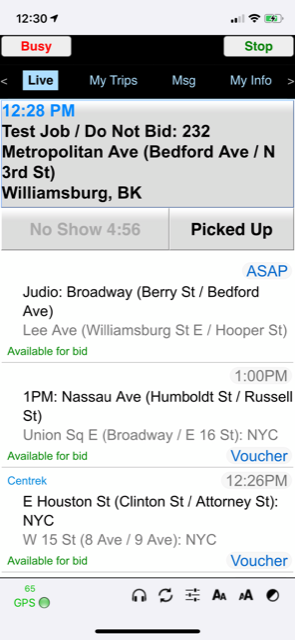 12:30
Busy
Stop
< Live My Trips Msg My Info >
12:28 PM
Test Job / Do Not Bid: 232
Metropolitan Ave (Bedford Ave / N
3rd St)
Williamsburg, BK
No Show 4:56
Picked Up
ASAP
Judio: Broadway (Berry St / Bedford
Ave)
Lee Ave (Williamsburg St E / Hooper St)
Available for bid
1:00PM
1PM: Nassau Ave (Humboldt St / Russell
St)
Union Sq E (Broadway / E 16 St): NYC
Available for bid
Voucher
Centrek
12:26PM
E Houston St (Clinton St / Attorney St):
NYC
W 15 St (8 Ave / 9 Ave): NYC
Available for bid
Voucher
65
GPS
AA
AA